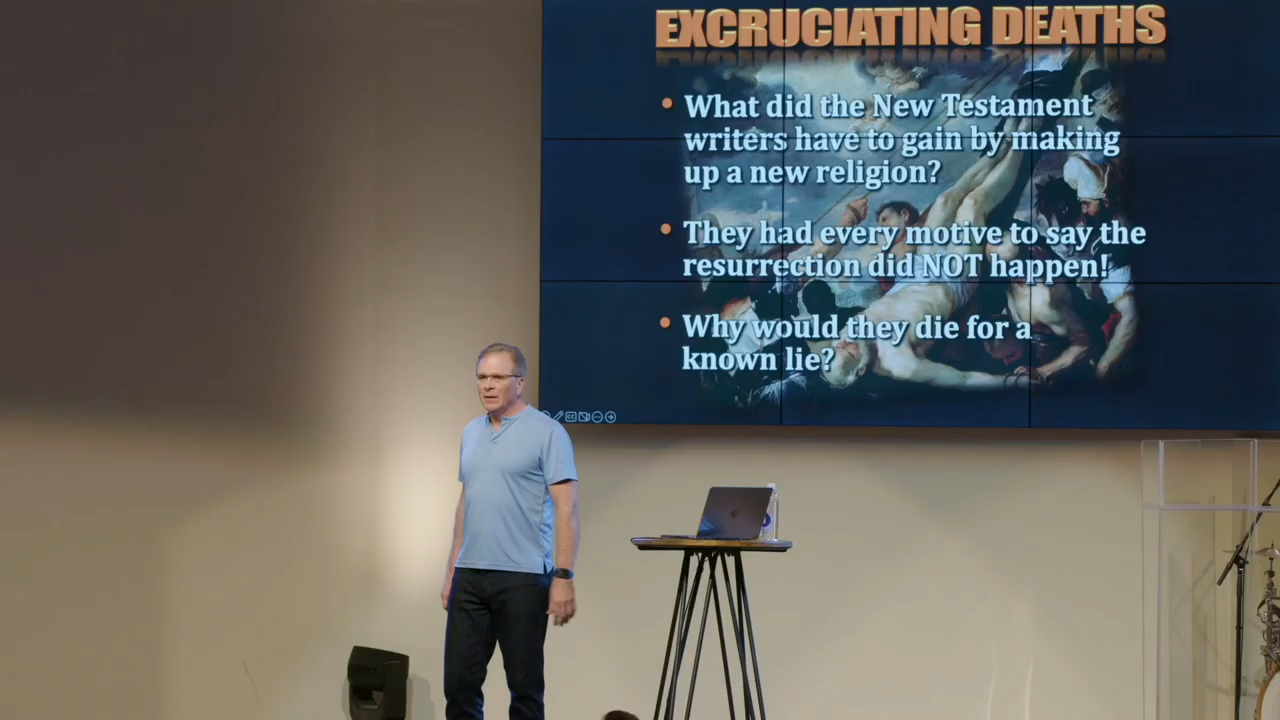 EXCRUCIATING DEATHS
• What did the New Testament
writers have to gain by making
up a new religion?
• They had every motive to say the
resurrection did NOT happen!
• Why would they die for a
known lie?